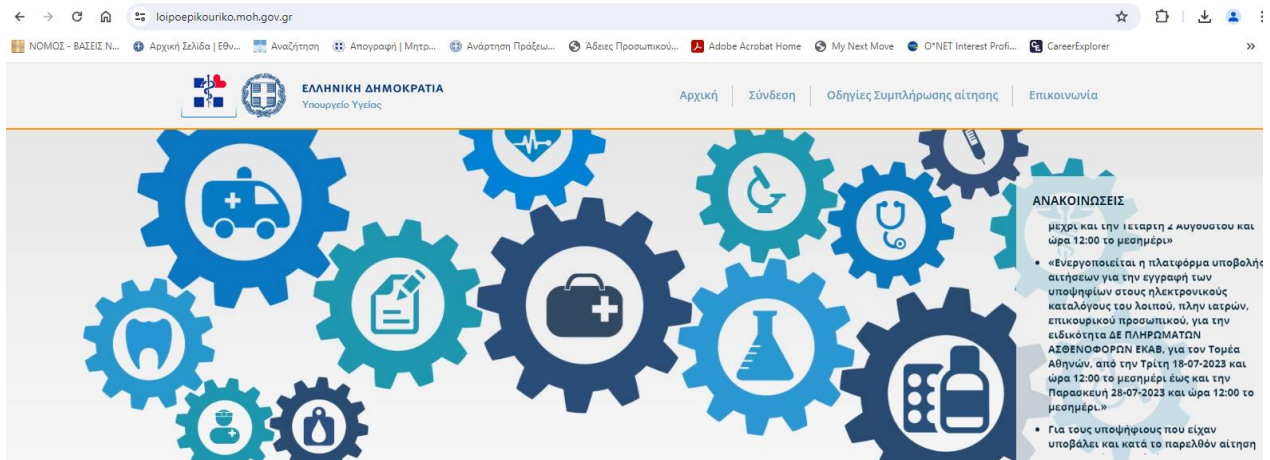 loipoepikouriko.moh.gov.gr
ΝΟΜΟΣ - ΒΑΣΕΙΣ Ν...
Αρχική Σελίδα | Εθν...
Αναζήτηση
Απογραφή | Μητρ...
Ανάρτηση Πράξεω...
Άδειες Προσωπικού...
Adobe Acrobat Home
My Next Move
O*NET Interest Profi...
CareerExplorer
»
ΕΛΛΗΝΙΚΗ ΔΗΜΟΚΡΑΤΙΑ
Υπουργείο Υγείας
Αρχική
Σύνδεση
Οδηγίες Συμπλήρωσης αίτησης
Επικοινωνία
ΑΝΑΚΟΙΝΩΣΕΙΣ
μέχρι και την Τετάρτη 2 Αυγούστου και
ώρα 12:00 το μεσημέρι»
• «Ενεργοποιείται η πλατφόρμα υποβολής
αιτήσεων για την εγγραφή των
υποψηφίων στους ηλεκτρονικούς
καταλόγους του λοιπού, πλην ιατρών,
επικουρικού προσωπικού, για την
ειδικότητα ΔΕ ΠΛΗΡΩΜΑΤΩΝ
ΑΣΘΕΝΟΦΟΡΩΝ ΕΚΑΒ, για τον Τομέα
Αθηνών, από την Τρίτη 18-07-2023 και
ώρα 12:00 το μεσημέρι έως και την
Παρασκευή 28-07-2023 και ώρα 12:00 το
μεσημέρι.»
• Για τους υποψήφιους που είχαν
υποβάλει και κατά το παρελθόν αίτηση